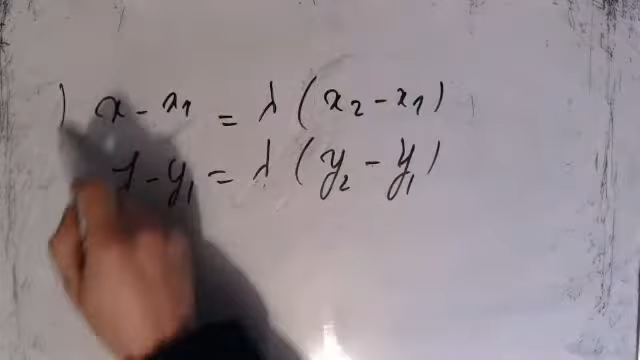 ) x - x₁ = λ (x₂ - x₁)
y - y₁ = λ (y₂ - y₁)